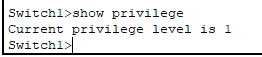 Switch1>show privilege
Current privilege level is 1
Switch1>